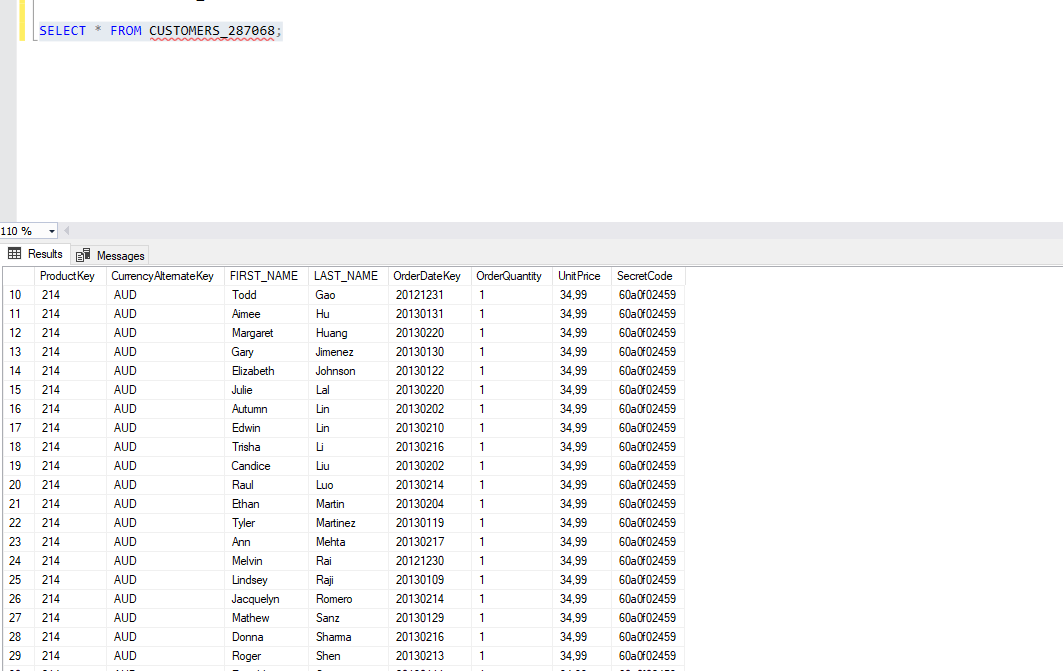 SELECT * FROM CUSTOMERS_287068;
110 %
Results Messages
ProductKey CurrencyAlternateKey FIRST_NAME LAST_NAME OrderDateKey OrderQuantity UnitPrice SecretCode
10 214 AUD Todd Gao 20121231 1 34,99 60a0f02459
11 214 AUD Aimee Hu 20130131 1 34,99 60a0f02459
12 214 AUD Margaret Huang 20130220 1 34,99 60a0f02459
13 214 AUD Gary Jimenez 20130130 1 34,99 60a0f02459
14 214 AUD Elizabeth Johnson 20130122 1 34,99 60a0f02459
15 214 AUD Julie Lal 20130220 1 34,99 60a0f02459
16 214 AUD Autumn Lin 20130202 1 34,99 60a0f02459
17 214 AUD Edwin Lin 20130210 1 34,99 60a0f02459
18 214 AUD Trisha Li 20130216 1 34,99 60a0f02459
19 214 AUD Candice Liu 20130202 1 34,99 60a0f02459
20 214 AUD Raul Luo 20130214 1 34,99 60a0f02459
21 214 AUD Ethan Martin 20130204 1 34,99 60a0f02459
22 214 AUD Tyler Martinez 20130119 1 34,99 60a0f02459
23 214 AUD Ann Mehta 20130217 1 34,99 60a0f02459
24 214 AUD Melvin Rai 20121230 1 34,99 60a0f02459
25 214 AUD Lindsey Raji 20130109 1 34,99 60a0f02459
26 214 AUD Jacquelyn Romero 20130214 1 34,99 60a0f02459
27 214 AUD Mathew Sanz 20130129 1 34,99 60a0f02459
28 214 AUD Donna Sharma 20130216 1 34,99 60a0f02459
29 214 AUD Roger Shen 20130213 1 34,99 60a0f02459